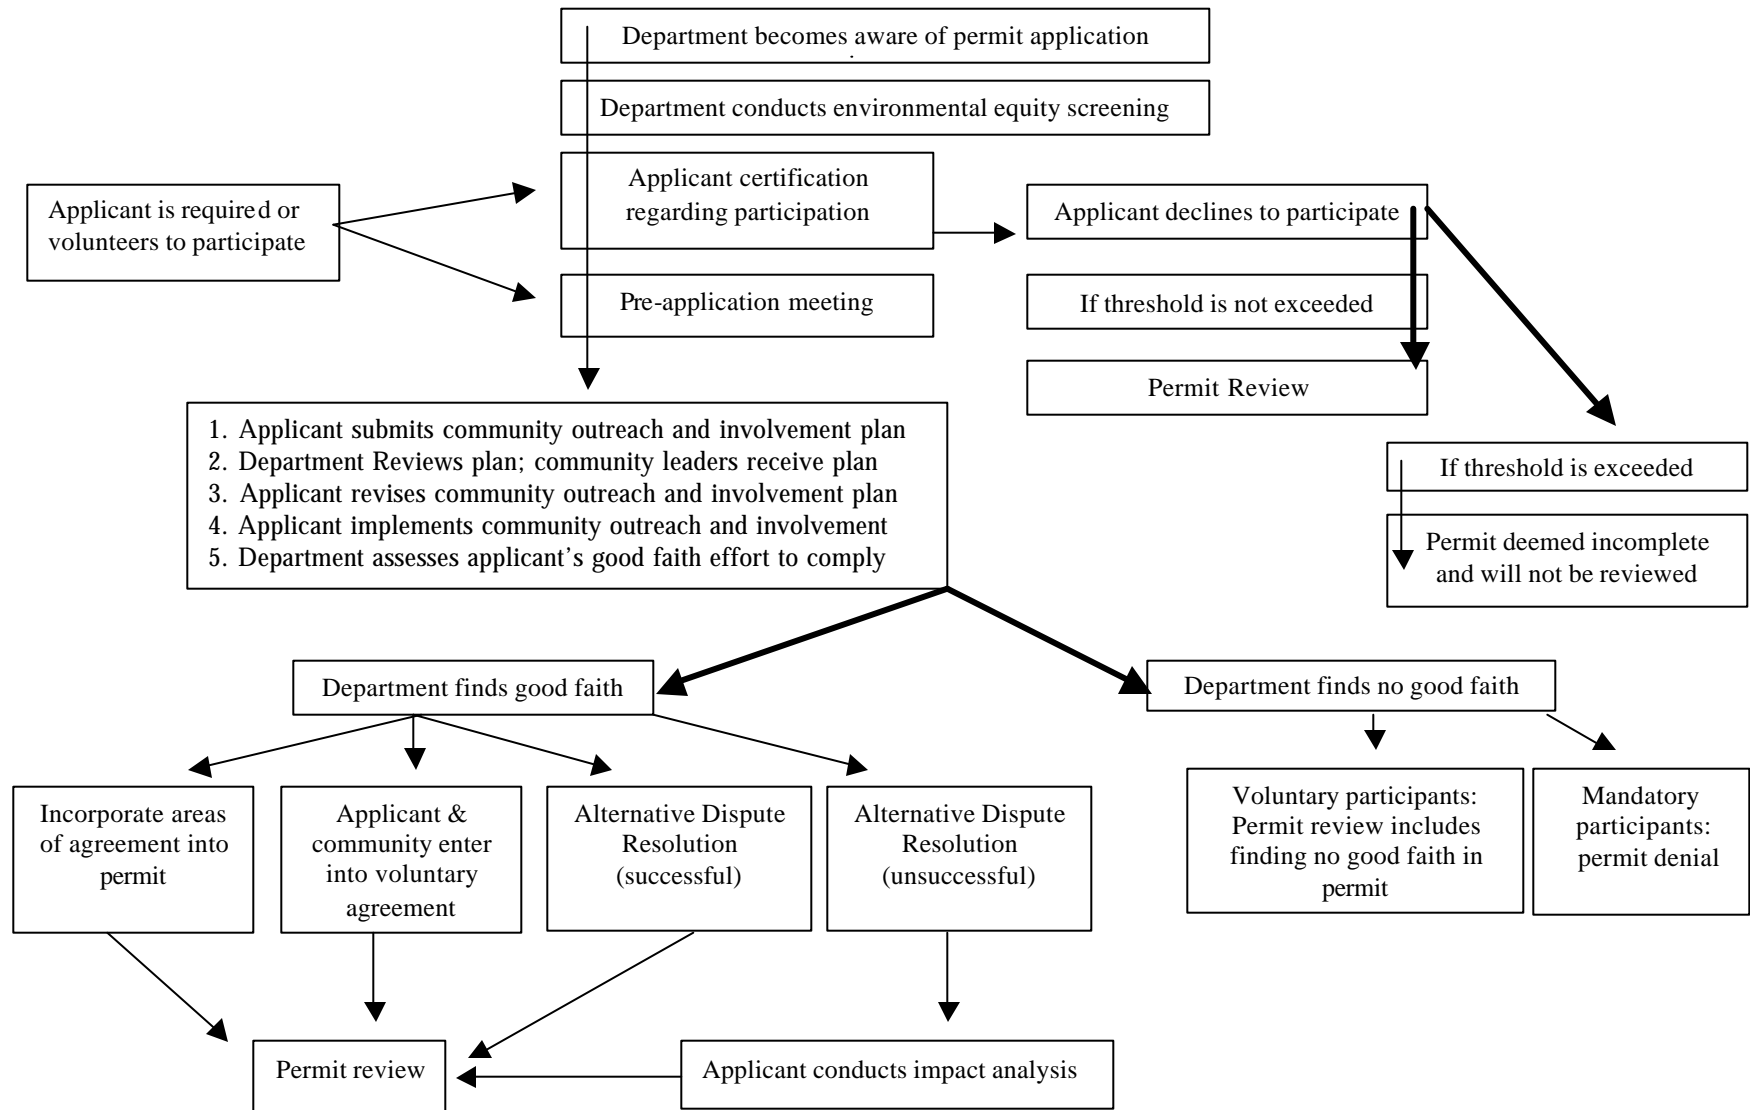 Department becomes aware of permit application
Department conducts environmental equity screening
Applicant is required or
volunteers to participate
Applicant certification
regarding participation
Applicant declines to participate
Pre-application meeting
If threshold is not exceeded
Permit Review
1. Applicant submits community outreach and involvement plan
2. Department Reviews plan; community leaders receive plan
3. Applicant revises community outreach and involvement plan
4. Applicant implements community outreach and involvement
5. Department assesses applicant’s good faith effort to comply
If threshold is exceeded
Permit deemed incomplete
and will not be reviewed
Department finds good faith
Department finds no good faith
Incorporate areas
of agreement into
permit
Applicant &
community enter
into voluntary
agreement
Alternative Dispute
Resolution
(successful)
Alternative Dispute
Resolution
(unsuccessful)
Voluntary participants:
Permit review includes
finding no good faith in
permit
Mandatory
participants:
permit denial
Permit review
Applicant conducts impact analysis